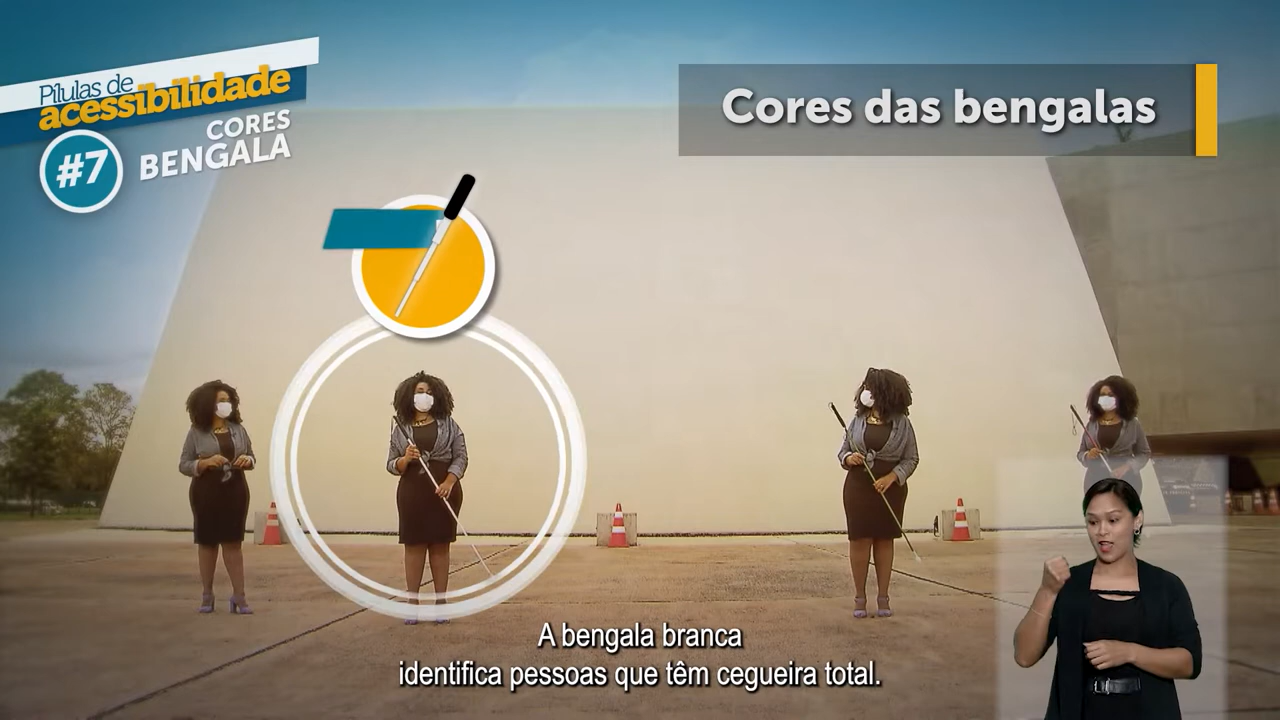 Pílulas de
acessibilidade
#7
CORES
BENGALA
Cores das bengalas
A bengala branca
identifica pessoas que têm cegueira total.